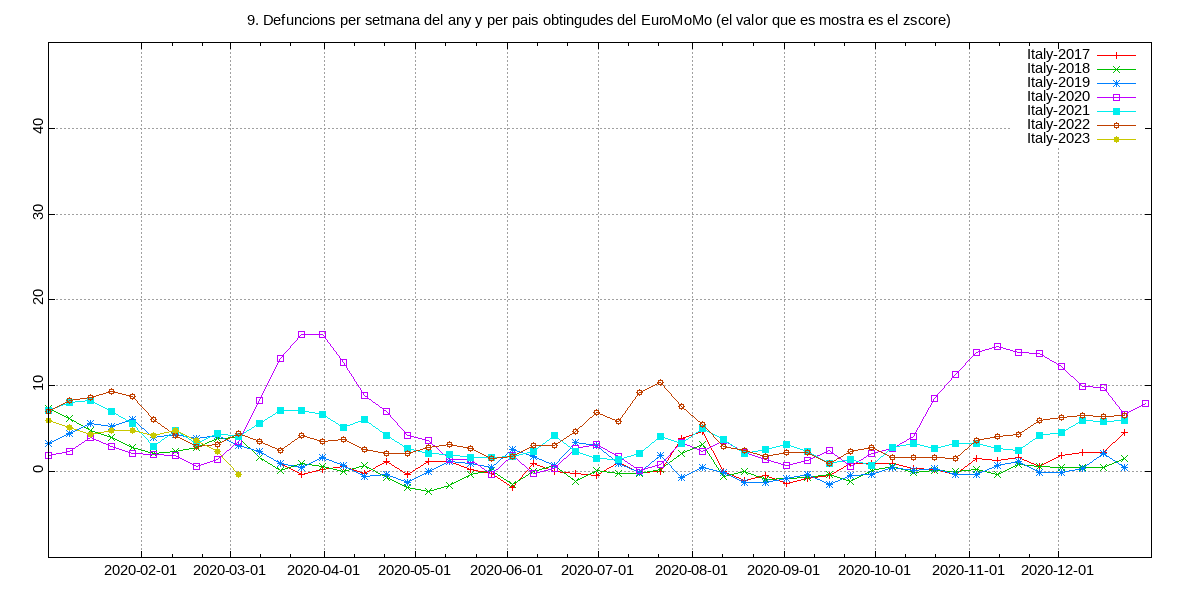 9. Defuncions per setmana del any y per pais obtingudes del EuroMoMo (el valor que es mostra es el zscore)
Italy-2017
Italy-2018
Italy-2019
Italy-2020
Italy-2021
Italy-2022
Italy-2023
40
30
20
10
0
2020-02-01 2020-03-01 2020-04-01 2020-05-01 2020-06-01 2020-07-01 2020-08-01 2020-09-01 2020-10-01 2020-11-01 2020-12-01